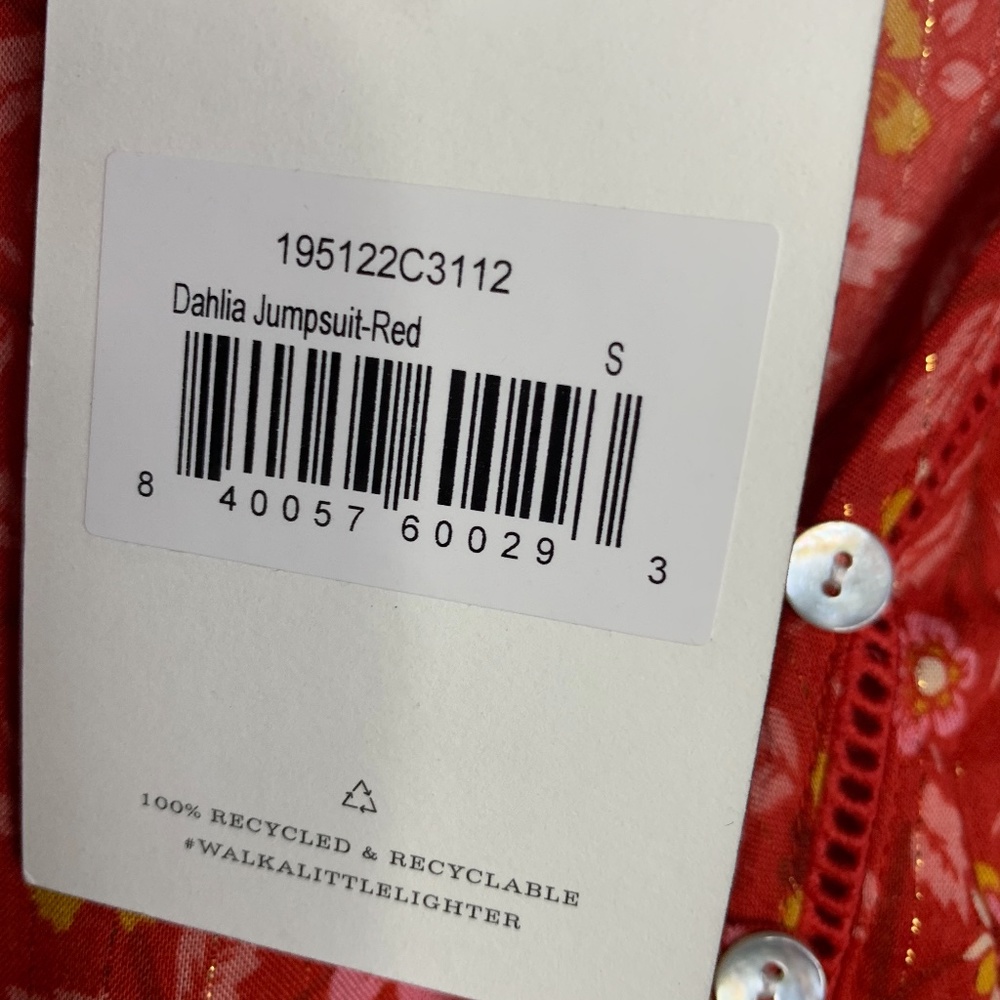 195122C3112
Dahlia Jumpsuit-Red
S
8 40057 60029 3
100% RECYCLED & RECYCLABLE
#WALKALITTLELIGHTER